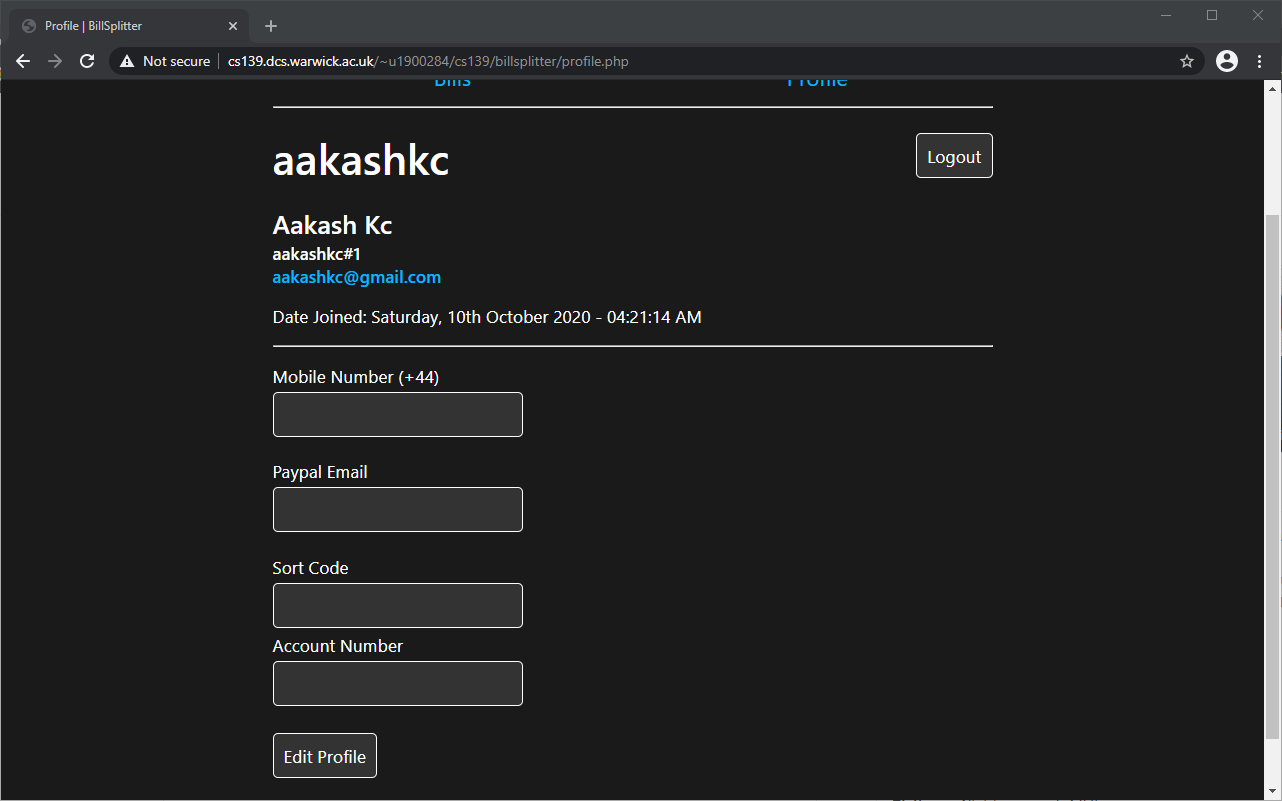 Profile | BillSplitter
Not secure cs139.dcs.warwick.ac.uk/~u1900284/cs139/billsplitter/profile.php
Bills Profile
aakashkc Logout
Aakash Kc
aakashkc#1
aakashkc@gmail.com
Date Joined: Saturday, 10th October 2020 - 04:21:14 AM
Mobile Number (+44)
Paypal Email
Sort Code
Account Number
Edit Profile